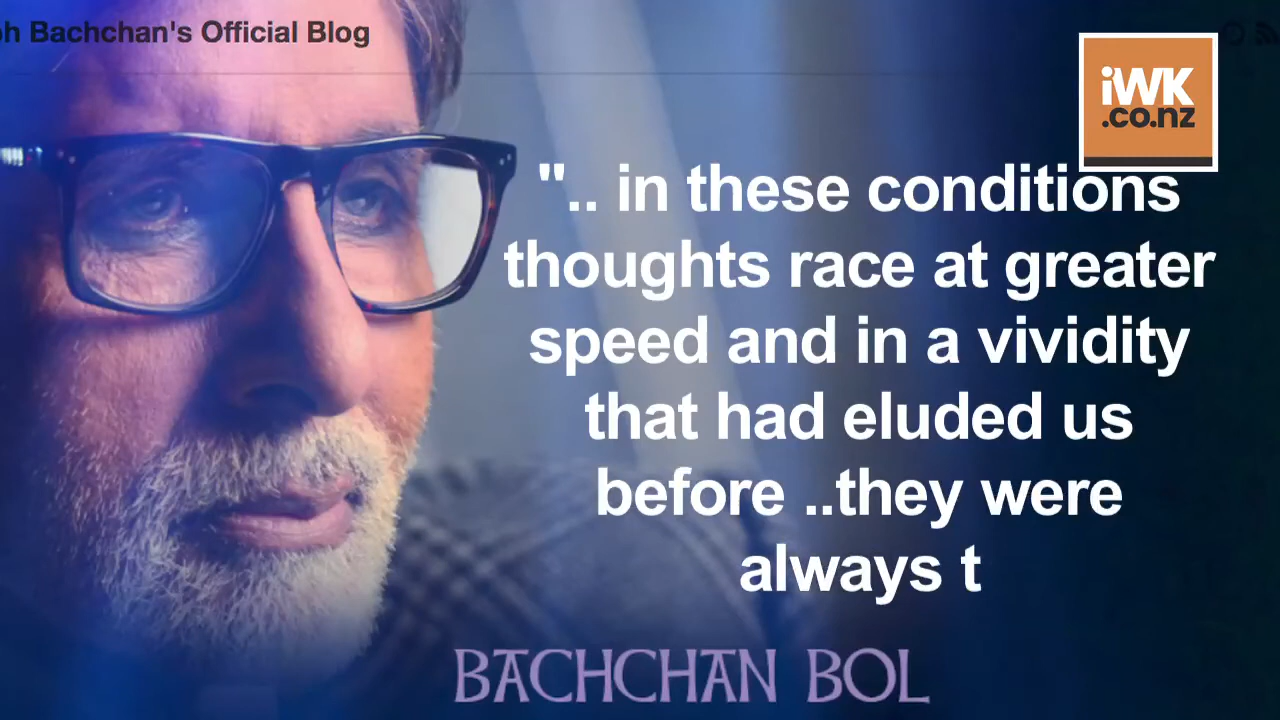 ph Bachchan's Official Blog
iWK
.co.nz
".. in these conditions
thoughts race at greater
speed and in a vividity
that had eluded us
before ..they were
always t
BACHCHAN BOL